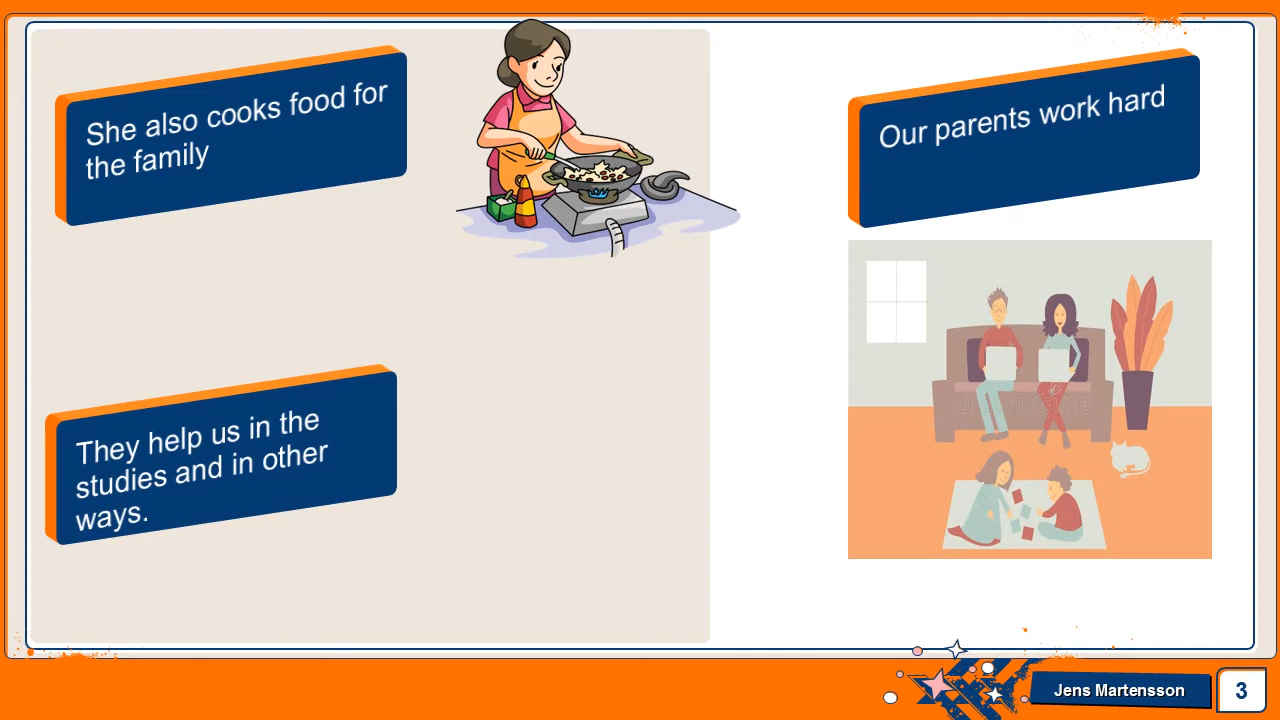 She also cooks food for
the family
Our parents work hard
They help us in the
studies and in other
ways.
dreamstime
Jens Martensson
3